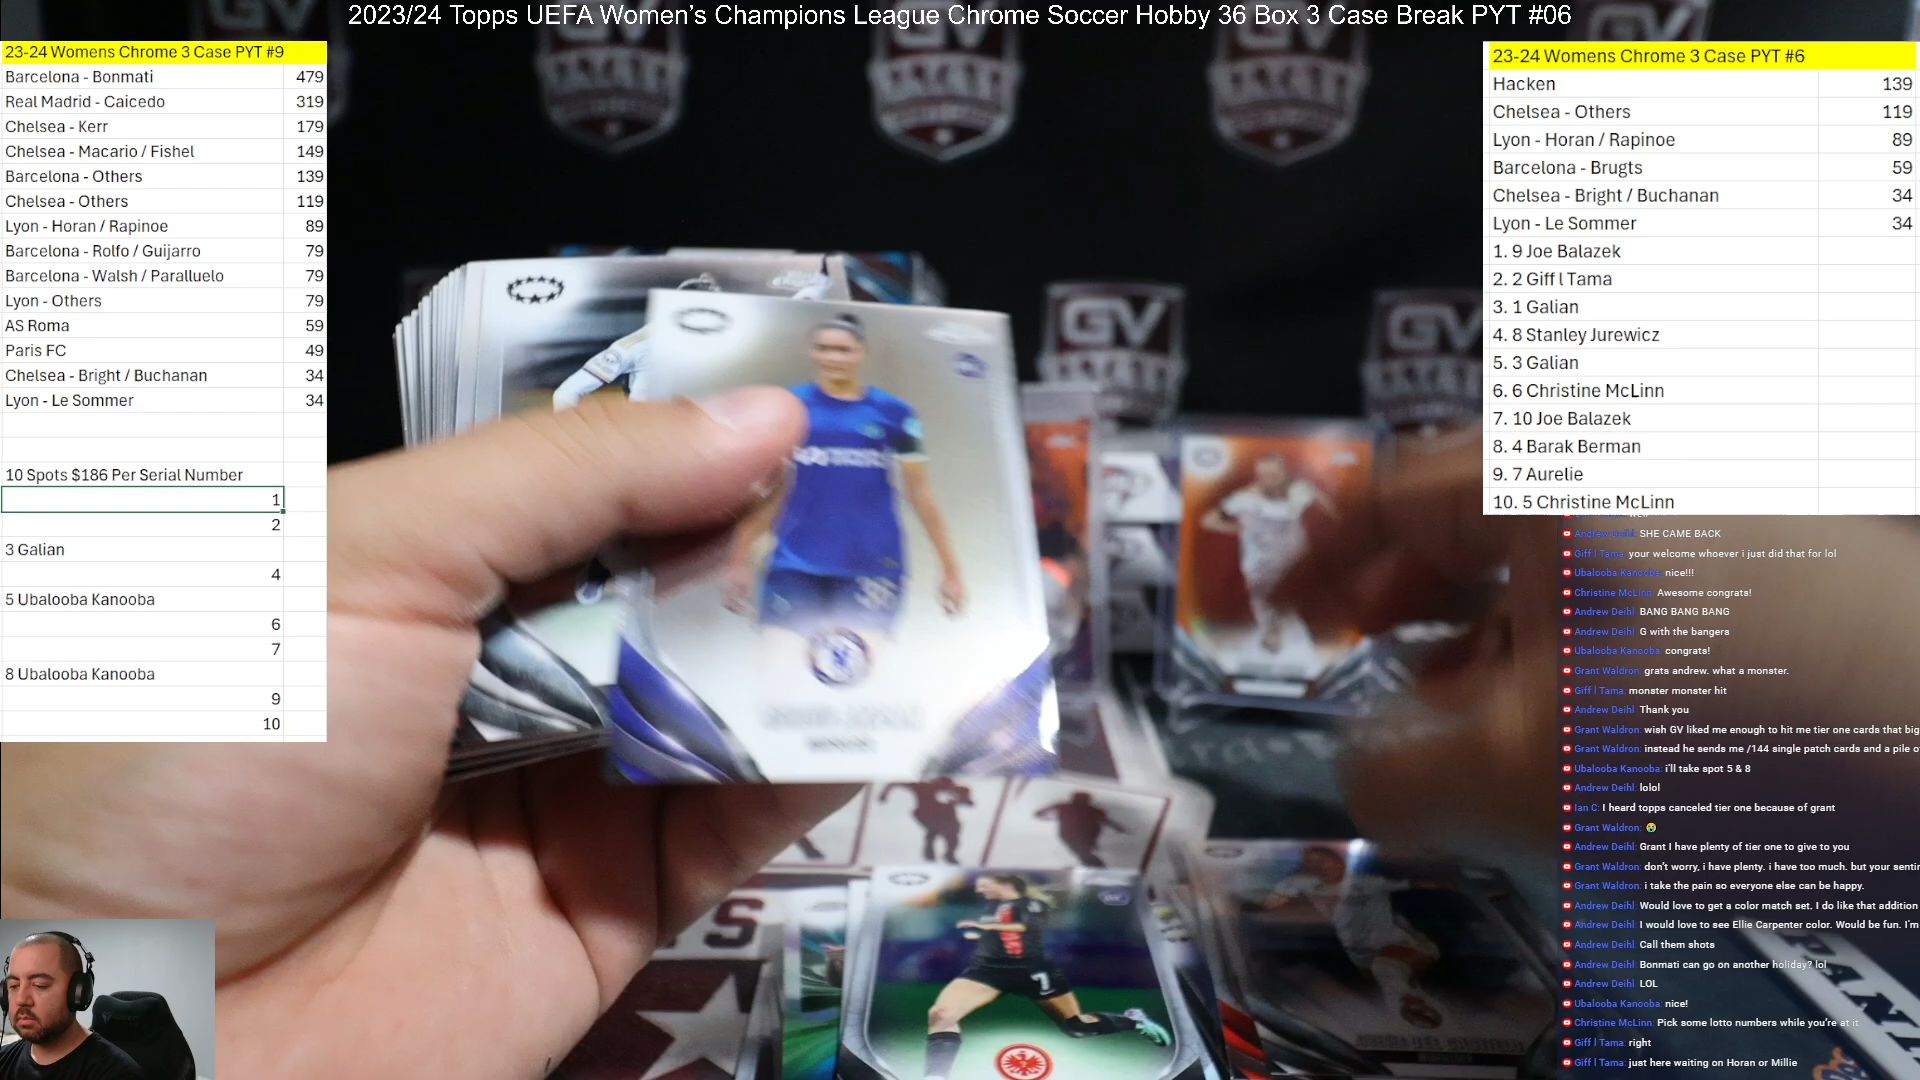 2023/24 Topps UEFA Women's Champions League Chrome Soccer Hobby 36 Box 3 Case Break PYT #06
23-24 Womens Chrome 3 Case PYT #9
Barcelona - Bonmati 479
Real Madrid - Caicedo 319
Chelsea - Kerr 179
Chelsea - Macario / Fishel 149
Barcelona - Others 139
Chelsea - Others 119
Lyon - Horan / Rapinoe 89
Barcelona - Rolfo / Guijarro 79
Barcelona - Walsh / Paralluelo 79
Lyon - Others 79
AS Roma 59
Paris FC 49
Chelsea - Bright / Buchanan 34
Lyon - Le Sommer 34
10 Spots $186 Per Serial Number
1
2
3 Galian
4
5 Ubalooba Kanooba
6
7
8 Ubalooba Kanooba
9
10
23-24 Womens Chrome 3 Case PYT #6
Hacken 139
Chelsea - Others 119
Lyon - Horan / Rapinoe 89
Barcelona - Brugts 59
Chelsea - Bright / Buchanan 34
Lyon - Le Sommer 34
1. 9 Joe Balazek
2. 2 Giff l Tama
3. 1 Galian
4. 8 Stanley Jurewicz
5. 3 Galian
6. 6 Christine McLinn
7. 10 Joe Balazek
8. 4 Barak Berman
9. 7 Aurelie
10. 5 Christine McLinn
Andrew Deihl: SHE CAME BACK
Giff l Tama: your welcome whoever i just did that for lol
Ubalooba Kanooba: nice!!!
Christine McLinn: Awesome congrats!
Andrew Deihl: BANG BANG BANG
Andrew Deihl: G with the bangers
Ubalooba Kanooba: congrats!
Grant Waldron: grats andrew. what a monster.
Giff l Tama: monster monster hit
Andrew Deihl: Thank you
Grant Waldron: wish GV liked me enough to hit me tier one cards that big
Grant Waldron: instead he sends me /144 single patch cards and a pile o
Ubalooba Kanooba: i'll take spot 5 & 8
Andrew Deihl: lolol
Ian C: I heard topps canceled tier one because of grant
Grant Waldron: 😭
Andrew Deihl: Grant I have plenty of tier one to give to you
Grant Waldron: don't worry, i have plenty. i have too much. but your senti
Grant Waldron: i take the pain so everyone else can be happy.
Andrew Deihl: Would love to get a color match set. I do like that addition
Andrew Deihl: I would love to see Ellie Carpenter color. Would be fun. I'm
Andrew Deihl: Call them shots
Andrew Deihl: Bonmati can go on another holiday? lol
Andrew Deihl: LOL
Ubalooba Kanooba: nice!
Christine McLinn: Pick some lotto numbers while you're at it
Giff l Tama: right
Giff l Tama: just here waiting on Horan or Millie
GV
7
PANI